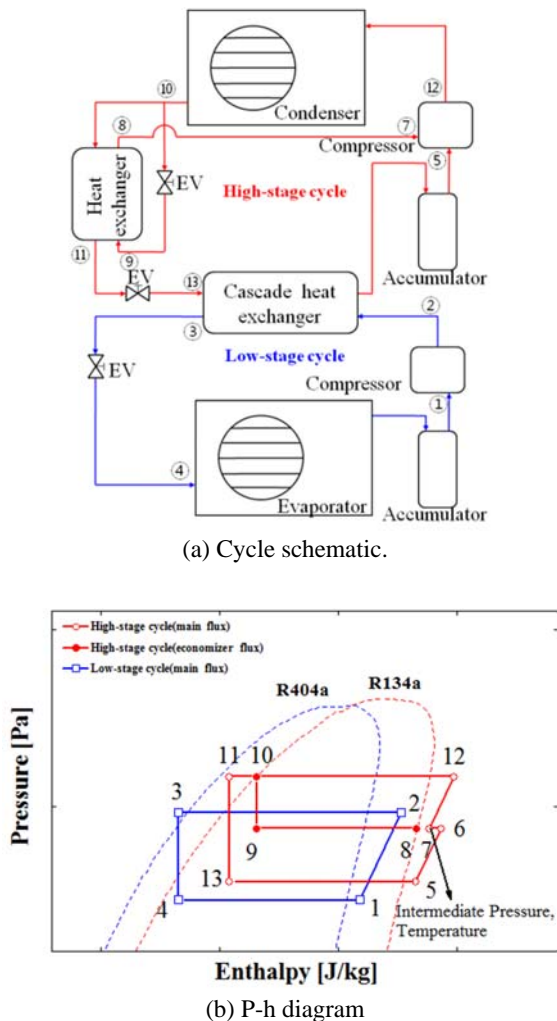 ⑩
Condenser
⑫
⑧
⑦
Compressor
⑤
EV
Heat
exchanger
High-stage cycle
⑪
⑨
EV
⑬
Accumulator
Cascade heat
exchanger
②
③
Low-stage cycle
EV
Compressor
①
④
Evaporator
Accumulator
(a) Cycle schematic.
High-stage cycle(main flux)
High-stage cycle(economizer flux)
Low-stage cycle(main flux)
R404a
R134a
11
10
12
3
2
9
8
7
6
13
5
4
1
Intermediate Pressure,
Temperature
Pressure [Pa]
Enthalpy [J/kg]
(b) P-h diagram